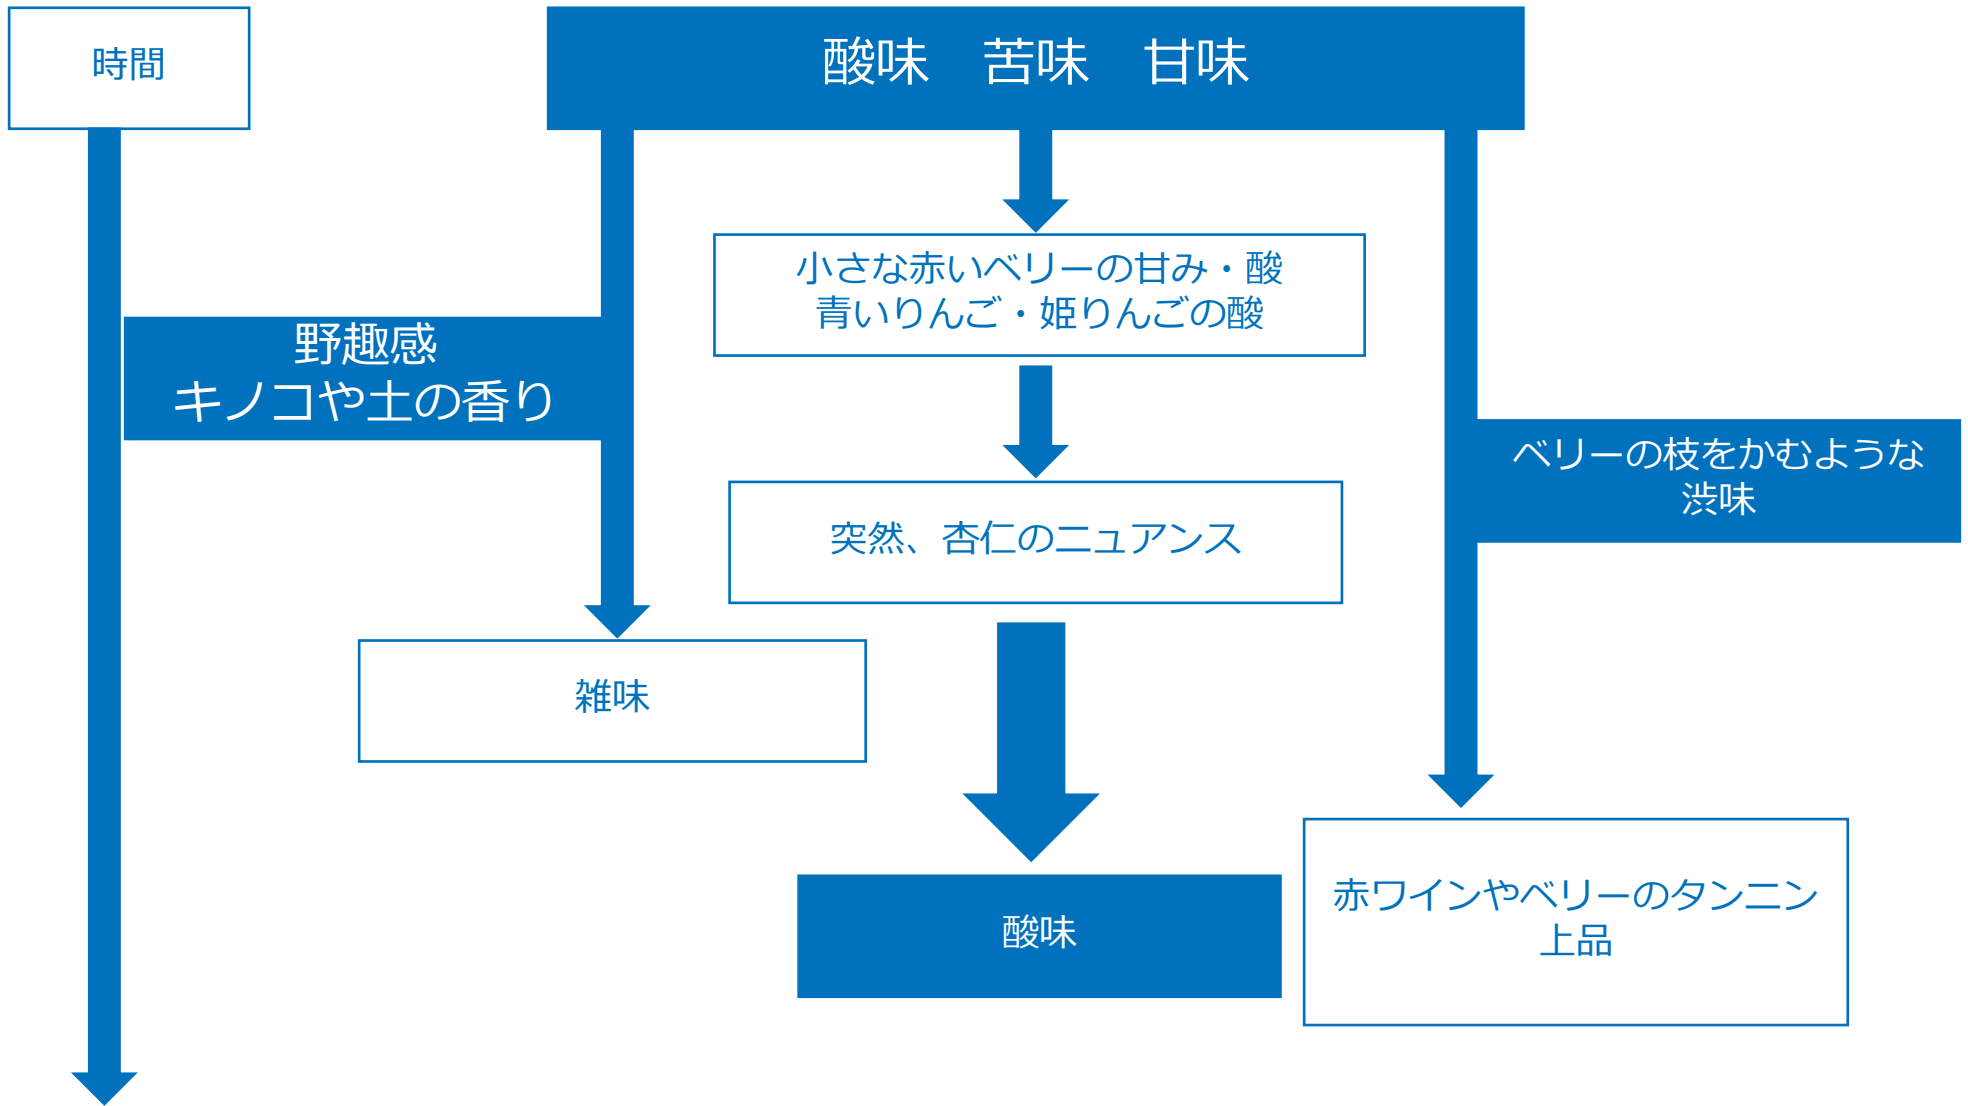 時間
酸味　苦味　甘味
小さな赤いベリーの甘み・酸
青いりんご・姫りんごの酸
野趣感
キノコや土の香り
ベリーの枝をかむような
渋味
突然、杏仁のニュアンス
雑味
酸味
赤ワインやベリーのタンニン
上品